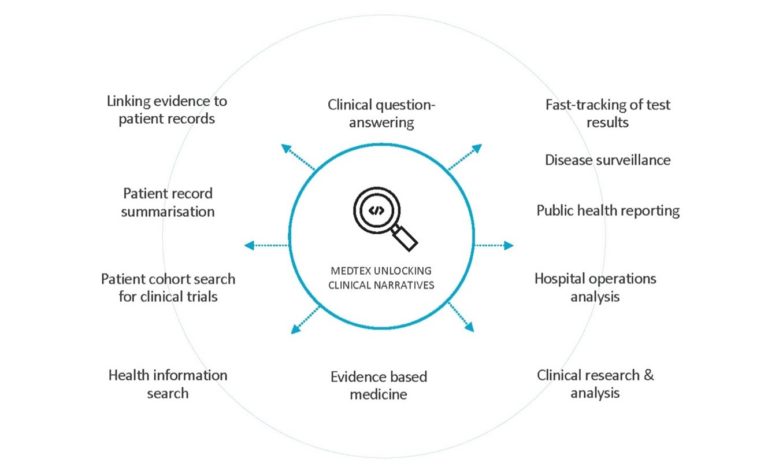 Linking evidence to
patient records
Clinical question-
answering
Fast-tracking of test
results
Disease surveillance
Patient record
summarisation
Public health reporting
</>
MEDTEX UNLOCKING
CLINICAL NARRATIVES
Patient cohort search
for clinical trials
Hospital operations
analysis
Health information
search
Evidence based
medicine
Clinical research &
analysis